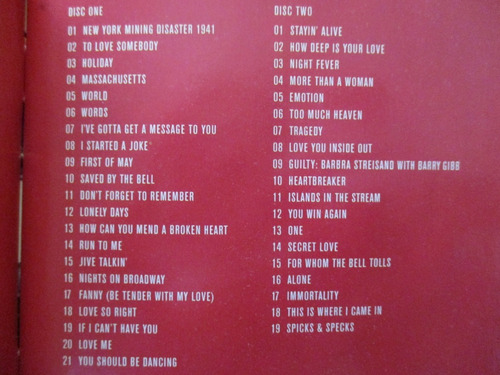 DISC ONE
01 NEW YORK MINING DISASTER 1941
02 TO LOVE SOMEBODY
03 HOLIDAY
04 MASSACHUSETTS
05 WORLD
06 WORDS
07 I'VE GOTTA GET A MESSAGE TO YOU
08 I STARTED A JOKE
09 FIRST OF MAY
10 SAVED BY THE BELL
11 DON'T FORGET TO REMEMBER
12 LONELY DAYS
13 HOW CAN YOU MEND A BROKEN HEART
14 RUN TO ME
15 JIVE TALKIN'
16 NIGHTS ON BROADWAY
17 FANNY (BE TENDER WITH MY LOVE)
18 LOVE SO RIGHT
19 IF I CAN'T HAVE YOU
20 LOVE ME
21 YOU SHOULD BE DANCING
DISC TWO
01 STAYIN' ALIVE
02 HOW DEEP IS YOUR LOVE
03 NIGHT FEVER
04 MORE THAN A WOMAN
05 EMOTION
06 TOO MUCH HEAVEN
07 TRAGEDY
08 LOVE YOU INSIDE OUT
09 GUILTY: BARBRA STREISAND WITH BARRY GIBB
10 HEARTBREAKER
11 ISLANDS IN THE STREAM
12 YOU WIN AGAIN
13 ONE
14 SECRET LOVE
15 FOR WHOM THE BELL TOLLS
16 ALONE
17 IMMORTALITY
18 THIS IS WHERE I CAME IN
19 SPICKS & SPECKS